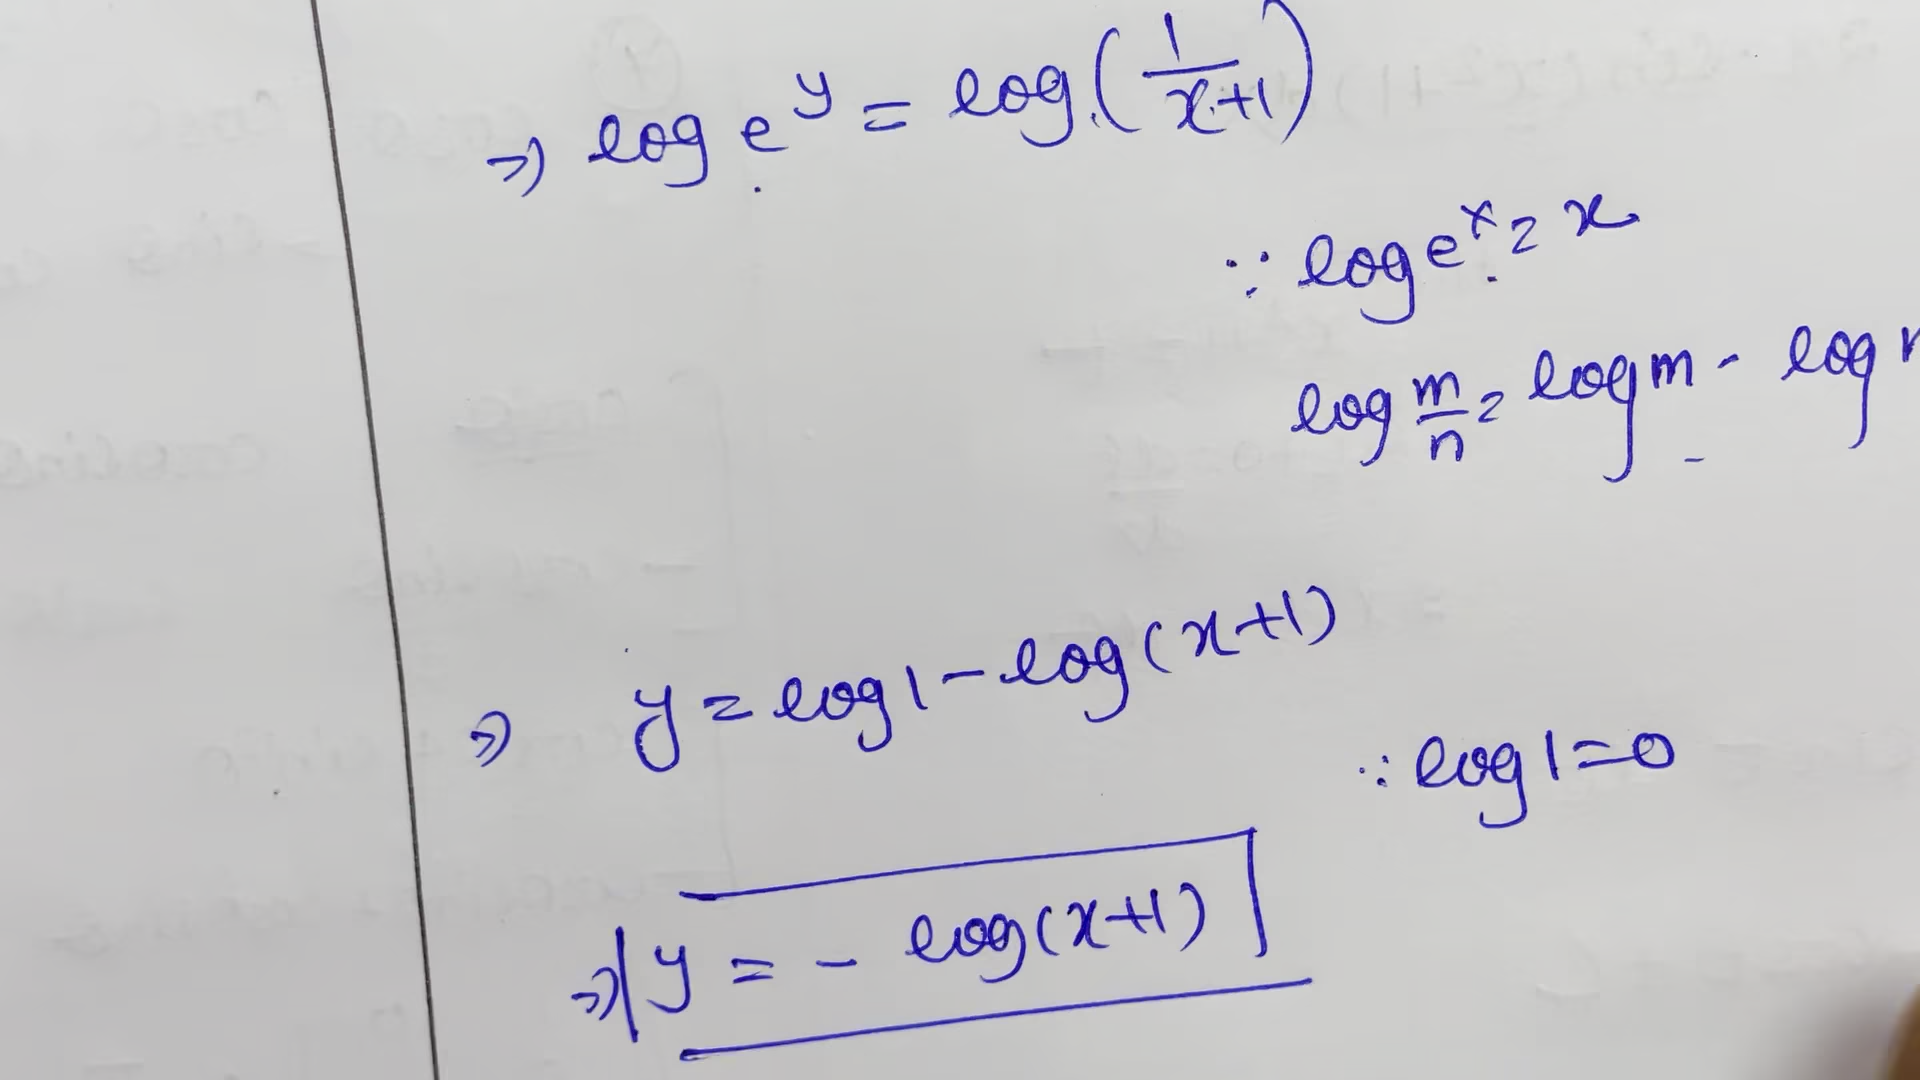 ⇒ log e^y = log (1/(x+1))
∵ log e^x = x
log m/n = log m - log
⇒ y = log 1 - log (x+1)
∵ log 1 = 0
⇒ y = - log (x+1)